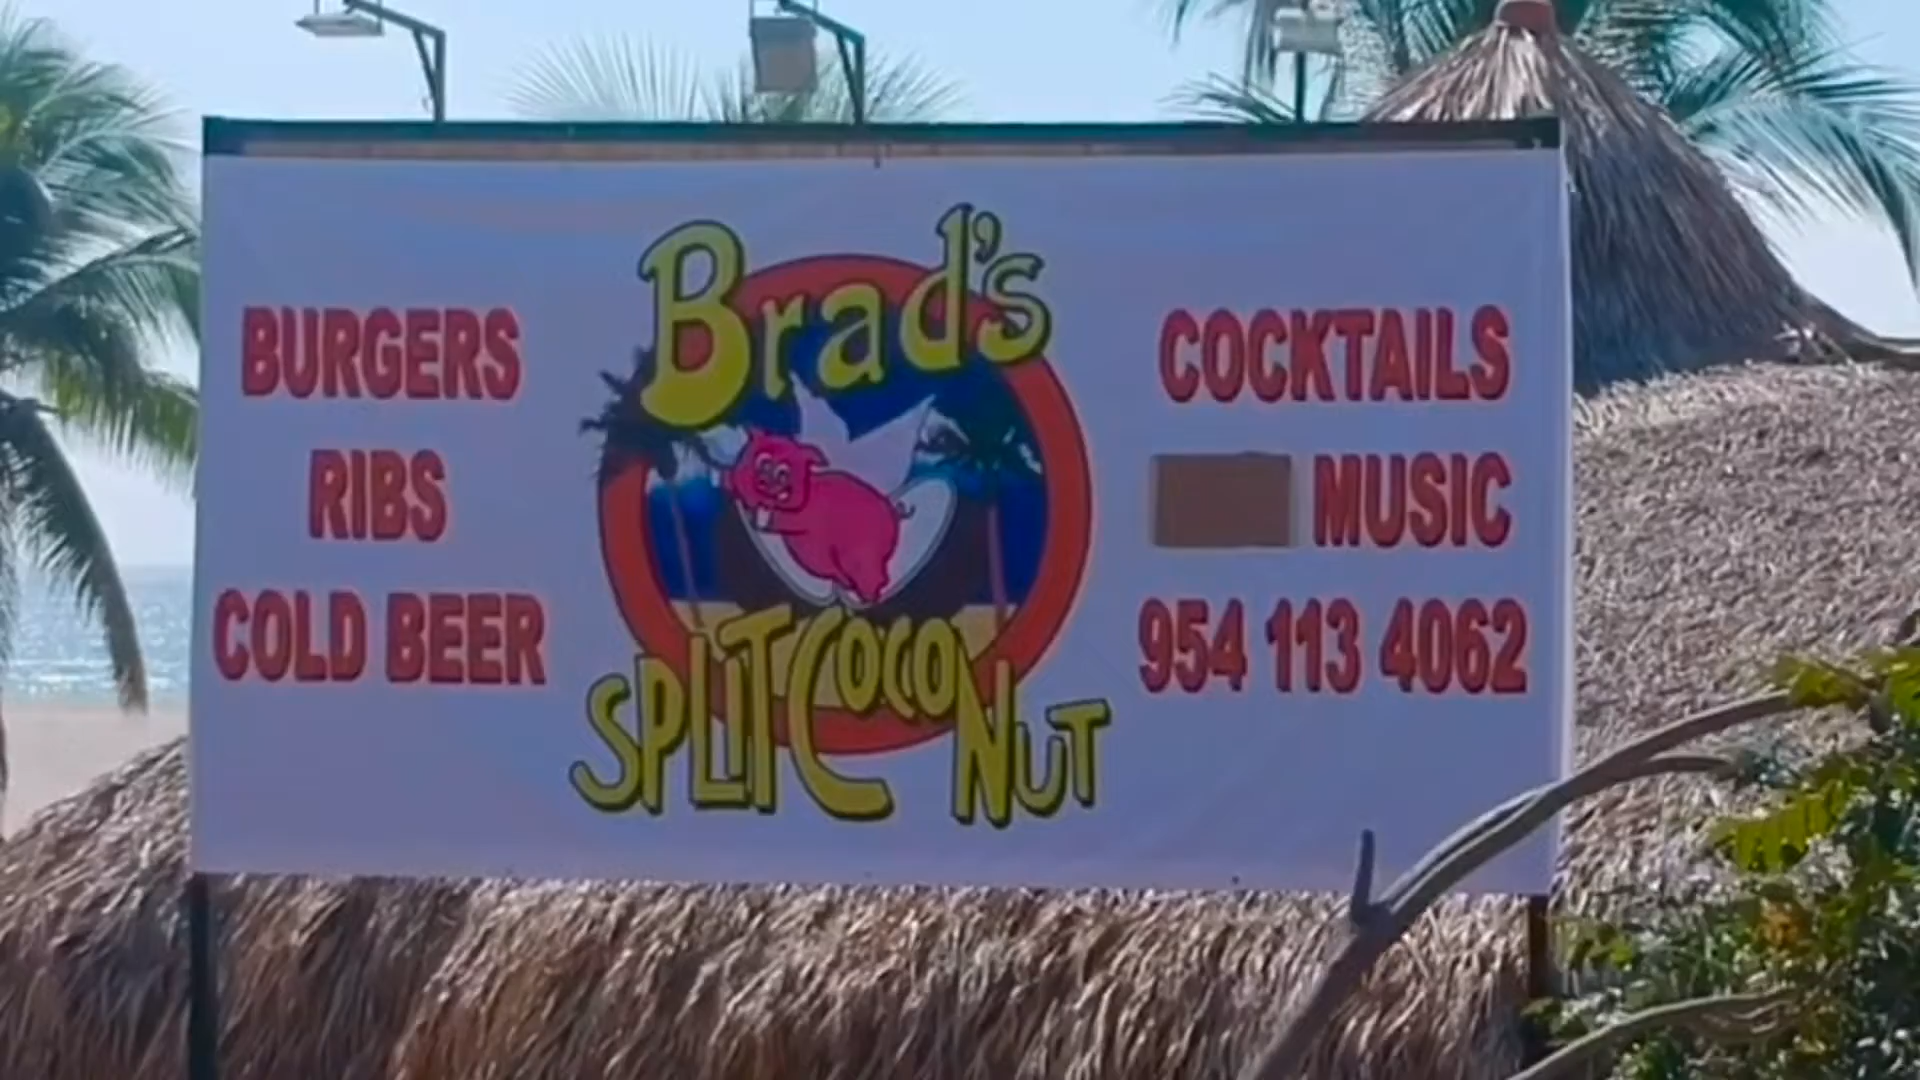 BURGERS
RIBS
COLD BEER
Brad's
SPLIT COCONUT
COCKTAILS
MUSIC
954 113 4062